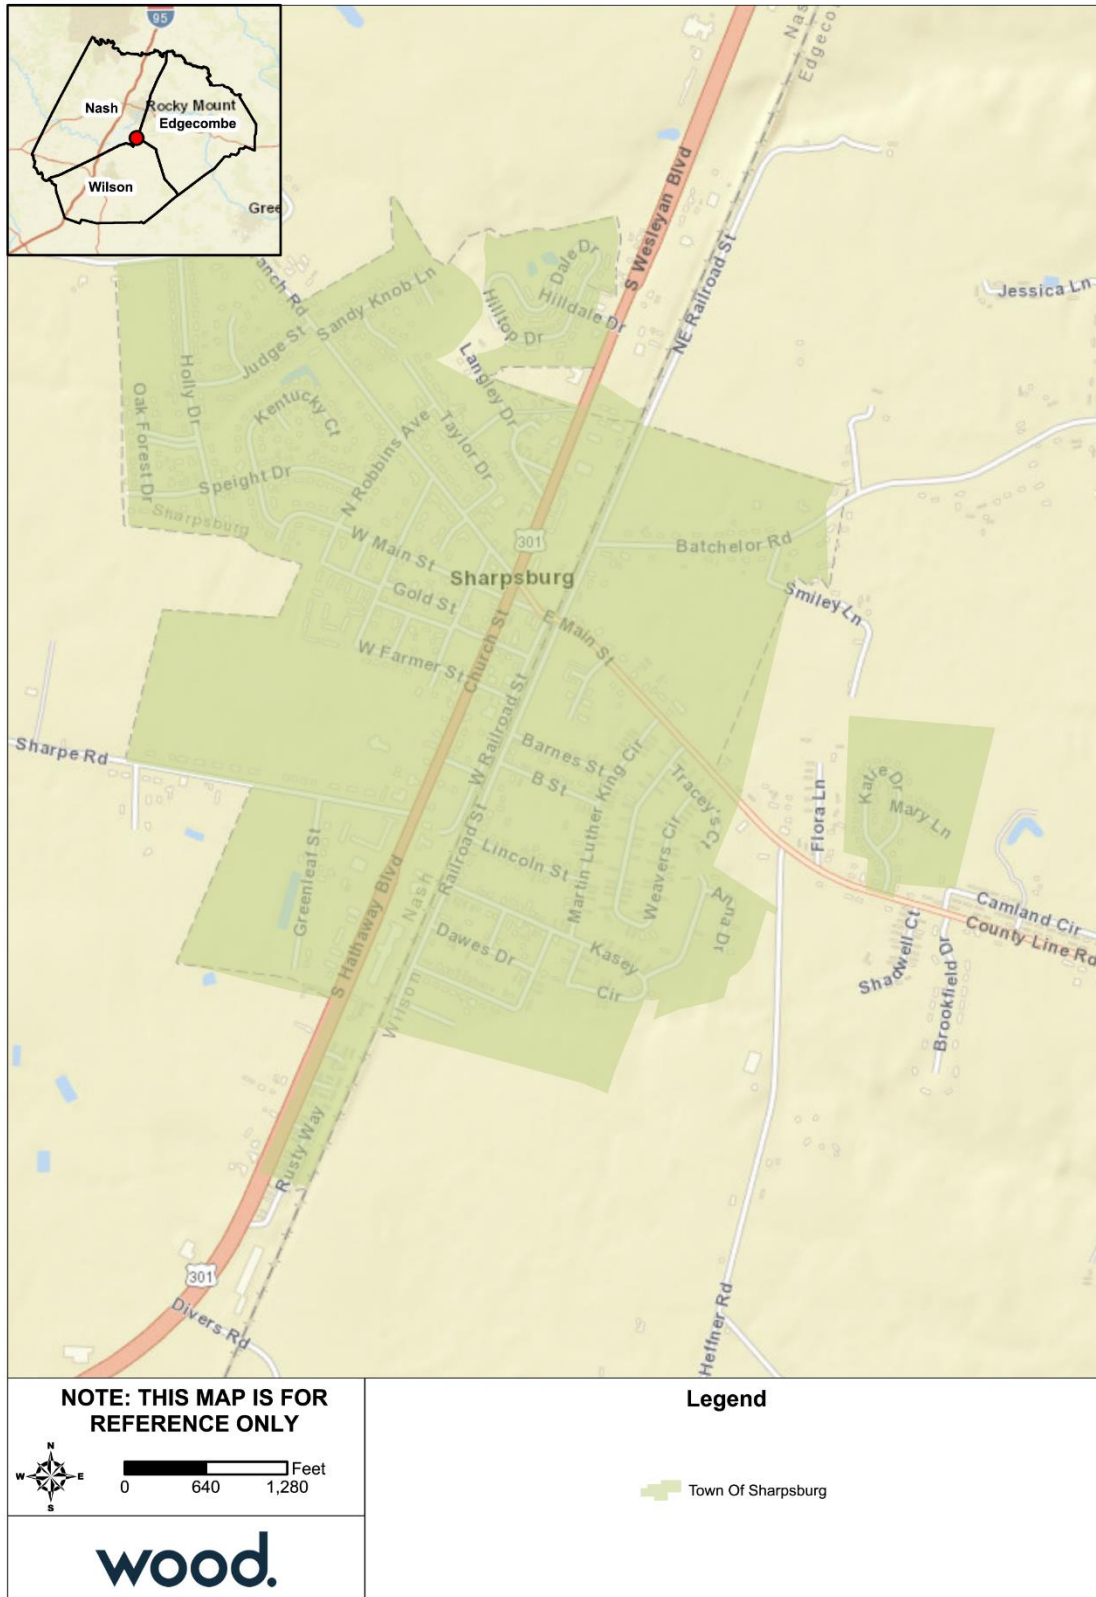 95
Nash
Rocky Mount
Edgecombe
Wilson
Gree
Nas
Edgeco
S Wesleyan Blvd
NE Railroad St
Jessica Ln
anch Rd
Sandy Knob Ln
Judge St
Dale Dr
Hilldale Dr
Hilltop Dr
Langley Dr
Holly Dr
Oak Forest Dr
Kentucky Ct
Taylor Dr
N Robbins Ave
Speight Dr
Sharpsburg
W Main St
301
Batchelor Rd
Sharpsburg
Smiley Ln
Gold St
E Main St
Church St
W Farmer St
W Railroad St
Sharpe Rd
Barnes St
B St
Martin Luther King Cir
Tracey's Ct
Katie Dr
Mary Ln
Flora Ln
Railroad St
Lincoln St
Weavers Cir
Greenleaf St
S Hathaway Blvd
Nash
Wilson
Anna Dr
Dawes Dr
Kasey
Cir
Camland Cir
County Line Rd
Shadwell Ct
Brookfield Dr
Rusty Way
301
Divers Rd
Heffner Rd
NOTE: THIS MAP IS FOR
REFERENCE ONLY
N
W E
S
Feet
0 640 1,280
wood.
Legend
Town Of Sharpsburg